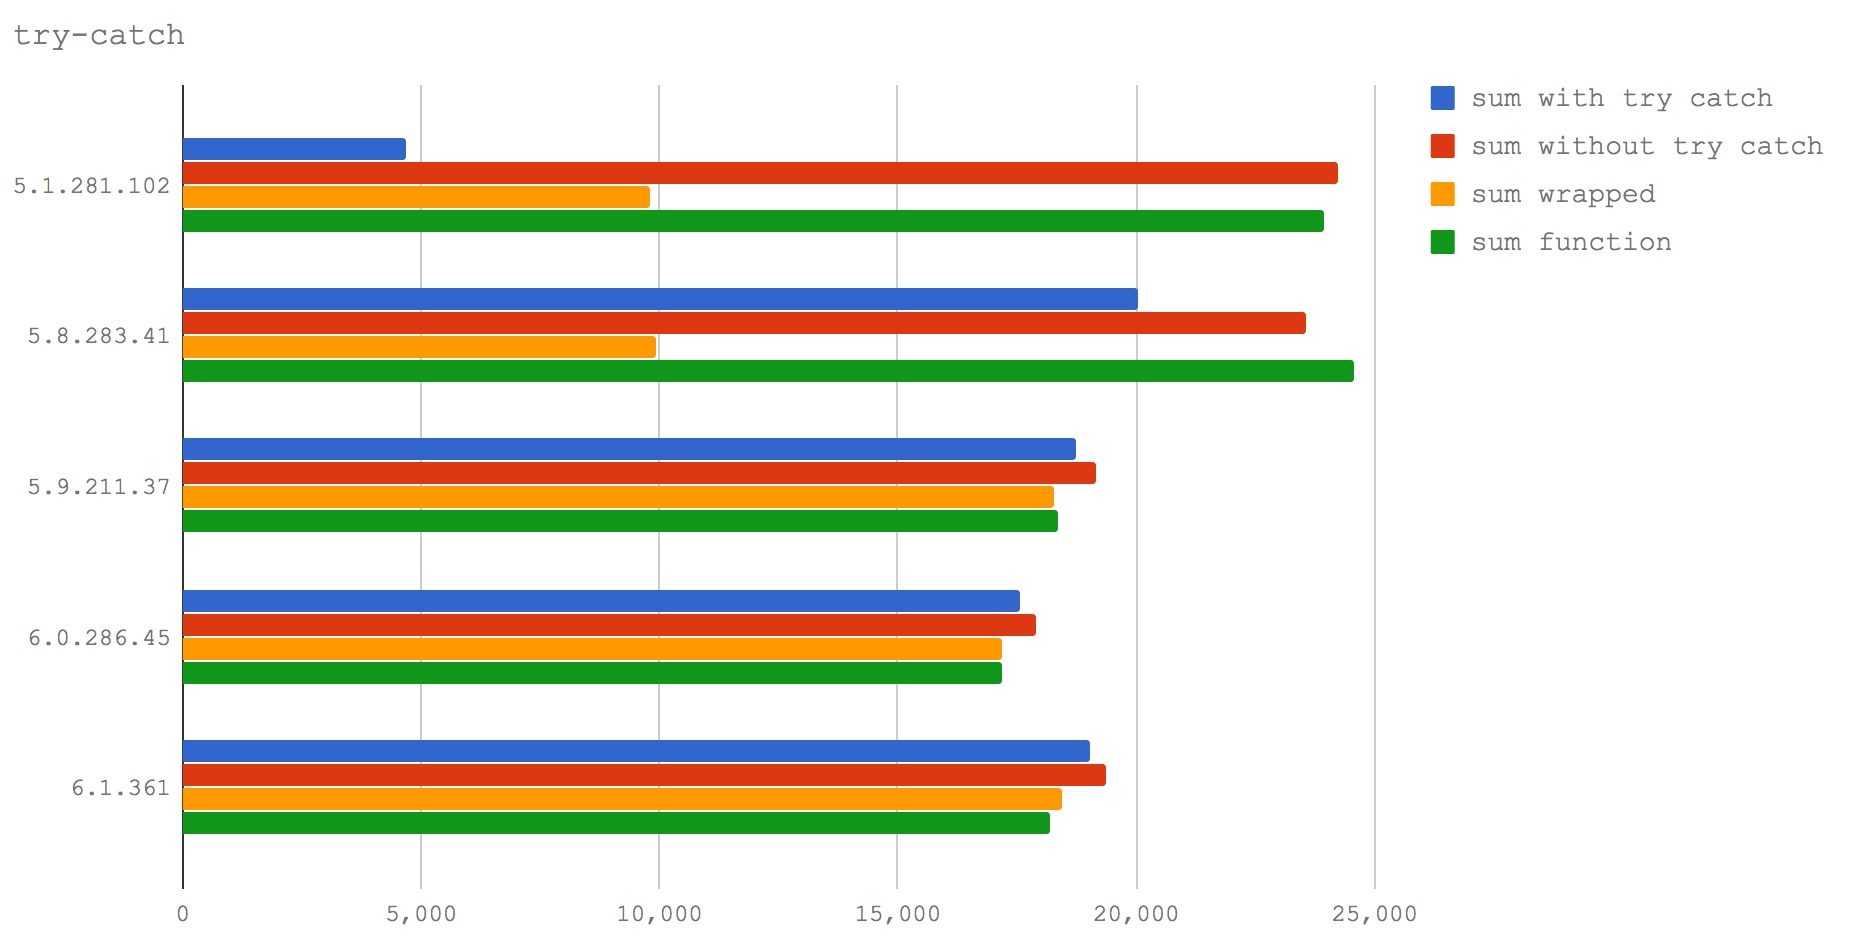 try-catch
sum with try catch
sum without try catch
sum wrapped
sum function
5.1.281.102
5.8.283.41
5.9.211.37
6.0.286.45
6.1.361
0 5,000 10,000 15,000 20,000 25,000